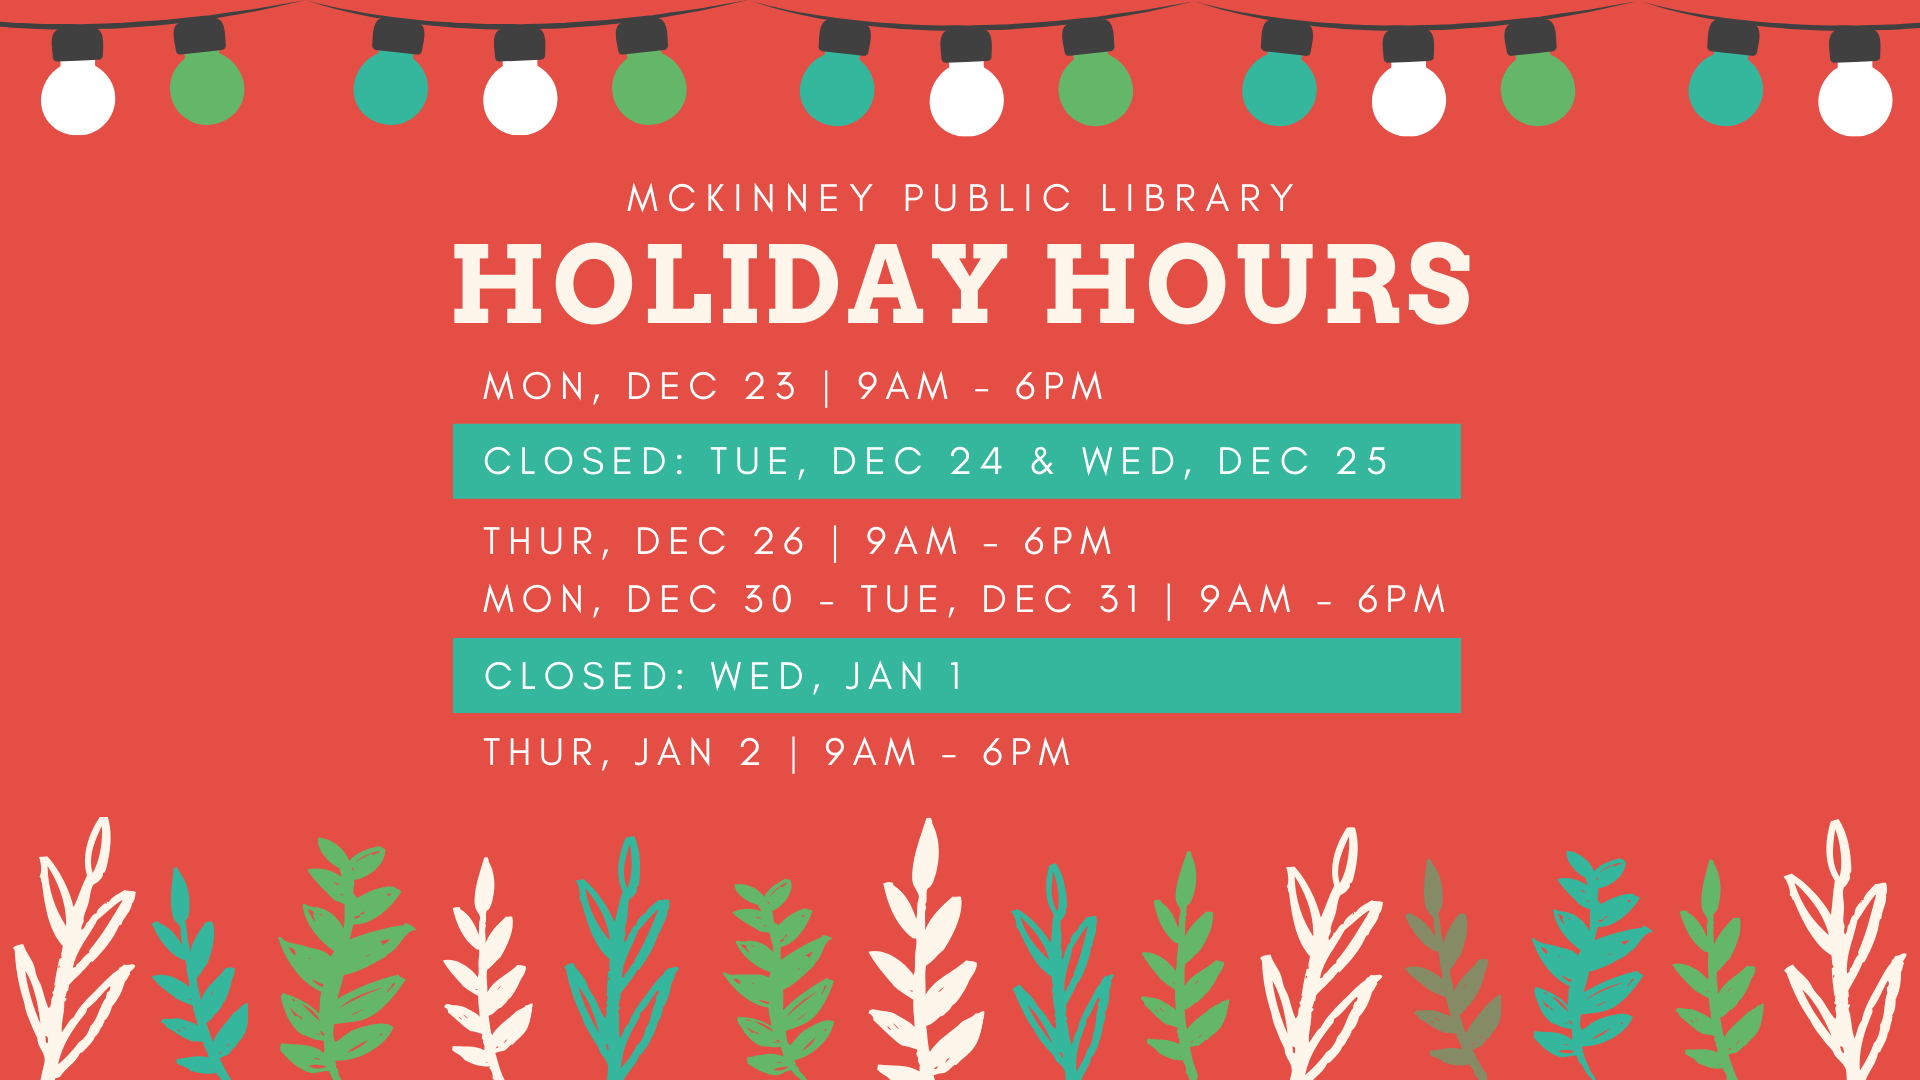 MCKINNEY PUBLIC LIBRARY
HOLIDAY HOURS
MON, DEC 23 | 9AM - 6PM
CLOSED: TUE, DEC 24 & WED, DEC 25
THUR, DEC 26 | 9AM - 6PM
MON, DEC 30 - TUE, DEC 31 | 9AM - 6PM
CLOSED: WED, JAN 1
THUR, JAN 2 | 9AM - 6PM